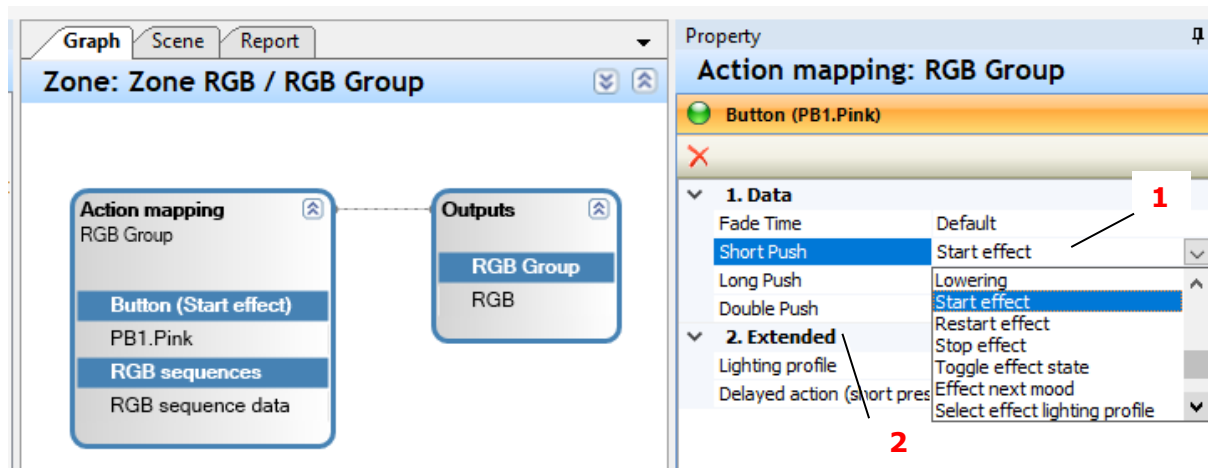 Graph Scene Report
Zone: Zone RGB / RGB Group
Action mapping
RGB Group
Button (Start effect)
PB1.Pink
RGB sequences
RGB sequence data
Outputs
RGB Group
RGB
Property
Action mapping: RGB Group
Button (PB1.Pink)
1. Data
1
Fade Time Default
Short Push Start effect
Long Push
Double Push
2. Extended
Lighting profile
Delayed action (short pres
Lowering
Start effect
Restart effect
Stop effect
Toggle effect state
Effect next mood
Select effect lighting profile
2